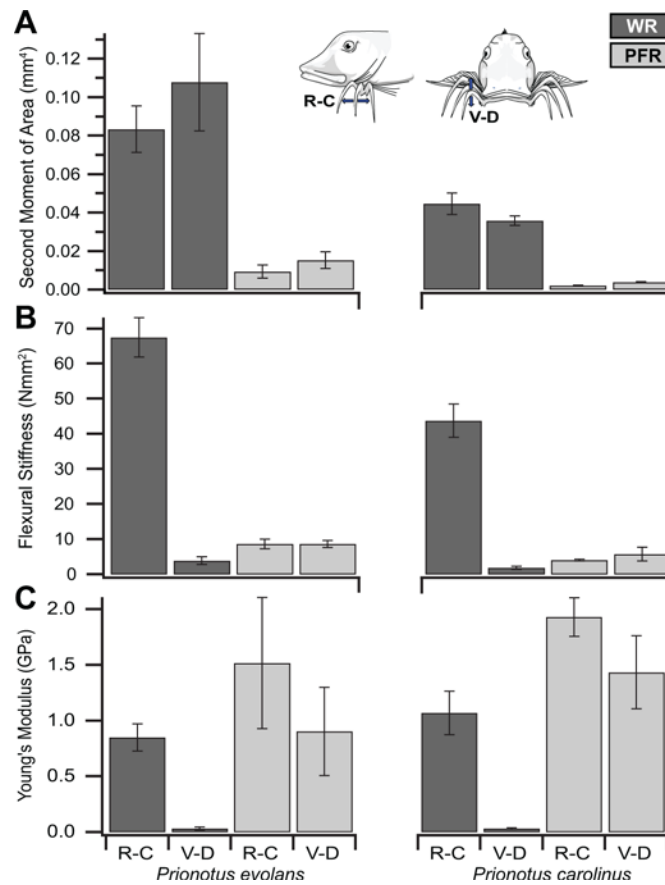 A
WR
PFR
Second Moment of Area (mm⁴)
0.12
0.10
0.08
0.06
0.04
0.02
0.00
R-C
V-D
B
Flexural Stiffness (Nmm²)
70
60
50
40
30
20
10
0
C
Young's Modulus (GPa)
2.0
1.5
1.0
0.5
0.0
R-C V-D R-C V-D R-C V-D R-C V-D
Prionotus evolans Prionotus carolinus